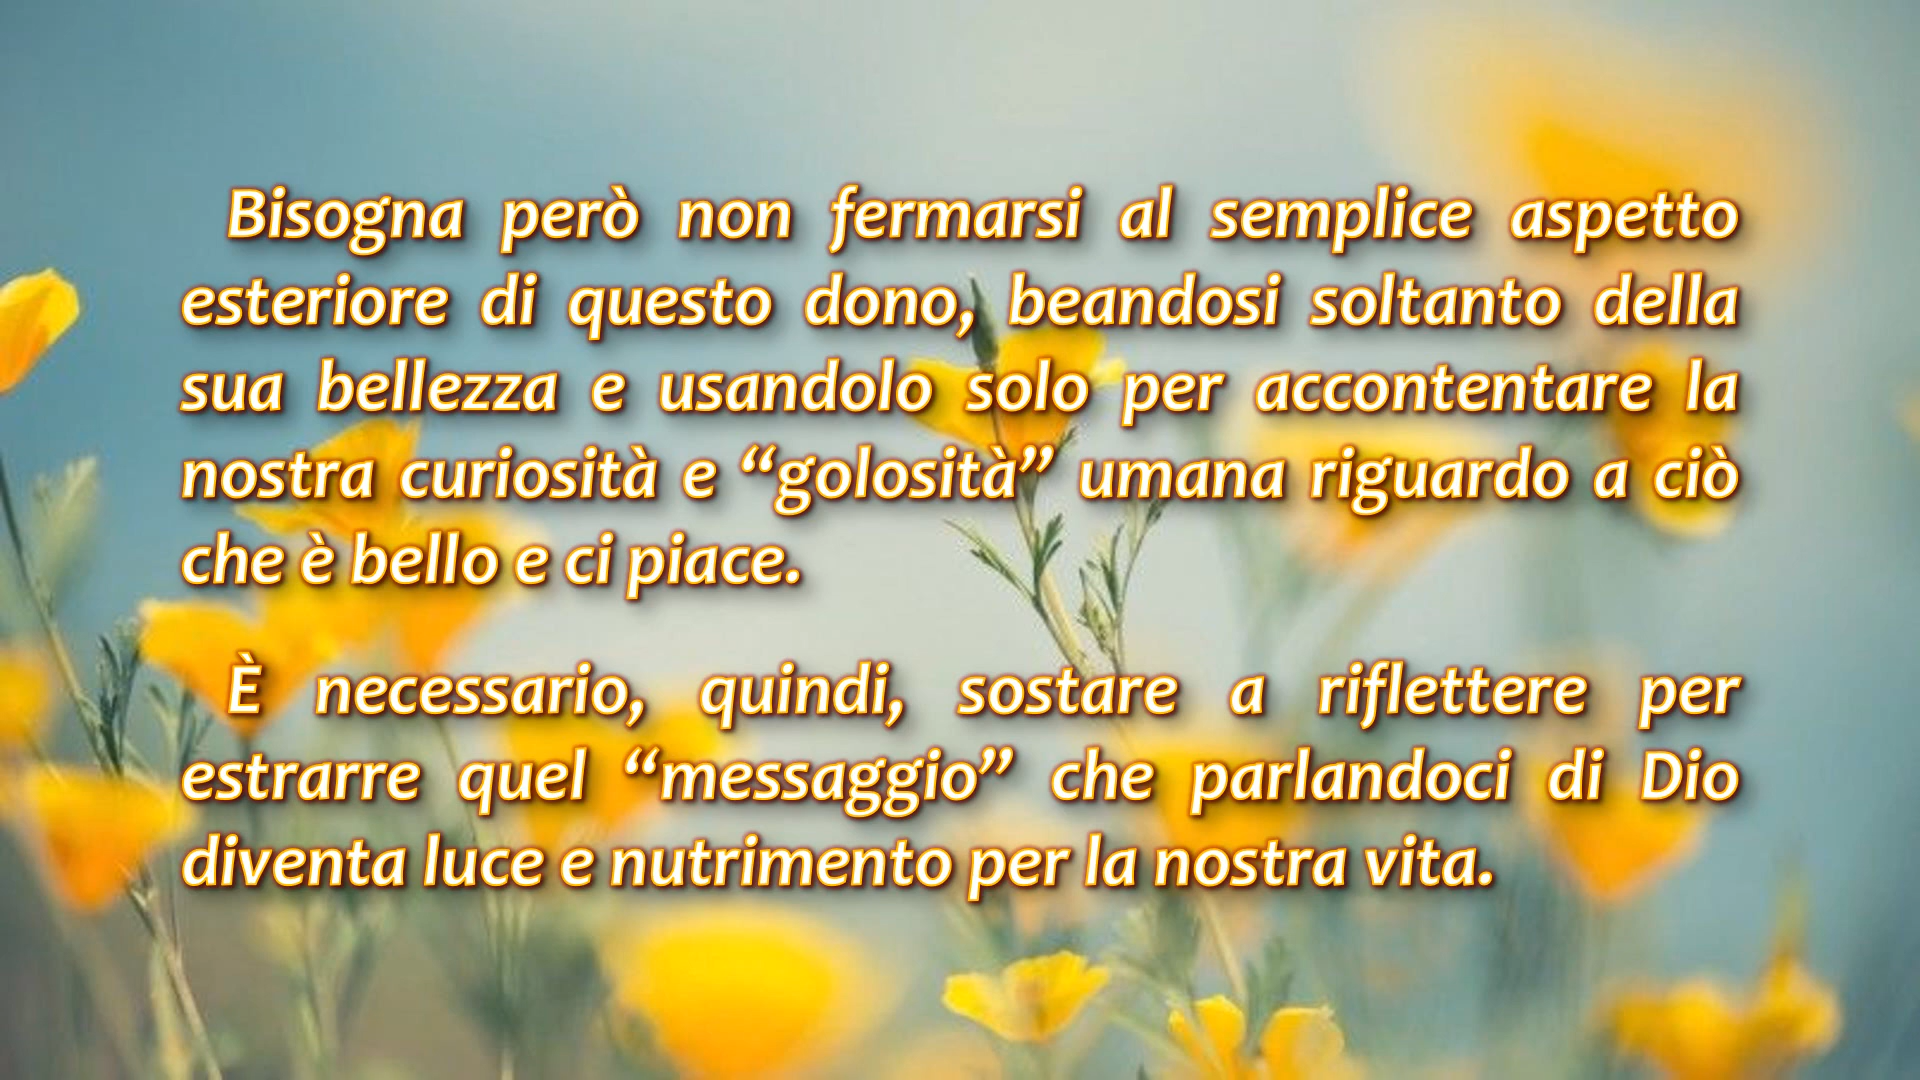 Bisogna però non fermarsi al semplice aspetto
esteriore di questo dono, beandosi soltanto della
sua bellezza e usandolo solo per accontentare la
nostra curiosità e “golosità” umana riguardo a ciò
che è bello e ci piace.
È necessario, quindi, sostare a riflettere per
estrarre quel “messaggio” che parlandoci di Dio
diventa luce e nutrimento per la nostra vita.